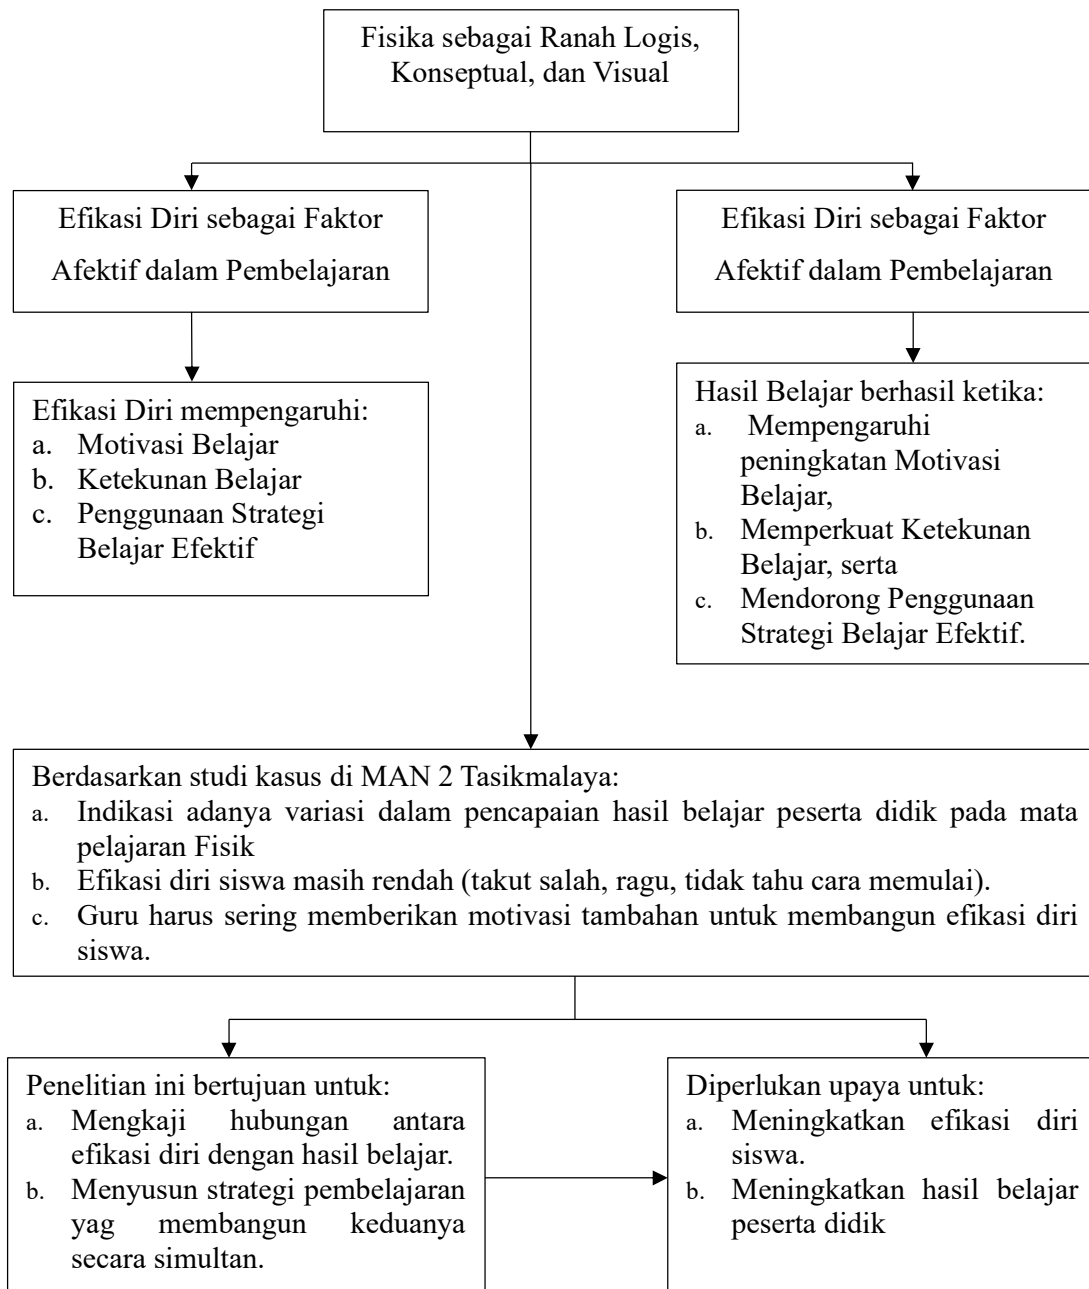 Fisika sebagai Ranah Logis,
Konseptual, dan Visual
Efikasi Diri sebagai Faktor
Afektif dalam Pembelajaran
Efikasi Diri sebagai Faktor
Afektif dalam Pembelajaran
Efikasi Diri mempengaruhi:
a. Motivasi Belajar
b. Ketekunan Belajar
c. Penggunaan Strategi
Belajar Efektif
Hasil Belajar berhasil ketika:
a. Mempengaruhi
peningkatan Motivasi
Belajar,
b. Memperkuat Ketekunan
Belajar, serta
c. Mendorong Penggunaan
Strategi Belajar Efektif.
Berdasarkan studi kasus di MAN 2 Tasikmalaya:
a. Indikasi adanya variasi dalam pencapaian hasil belajar peserta didik pada mata
pelajaran Fisik
b. Efikasi diri siswa masih rendah (takut salah, ragu, tidak tahu cara memulai).
c. Guru harus sering memberikan motivasi tambahan untuk membangun efikasi diri
siswa.
Penelitian ini bertujuan untuk:
a. Mengkaji hubungan antara
efikasi diri dengan hasil belajar.
b. Menyusun strategi pembelajaran
yag membangun keduanya
secara simultan.
Diperlukan upaya untuk:
a. Meningkatkan efikasi diri
siswa.
b. Meningkatkan hasil belajar
peserta didik